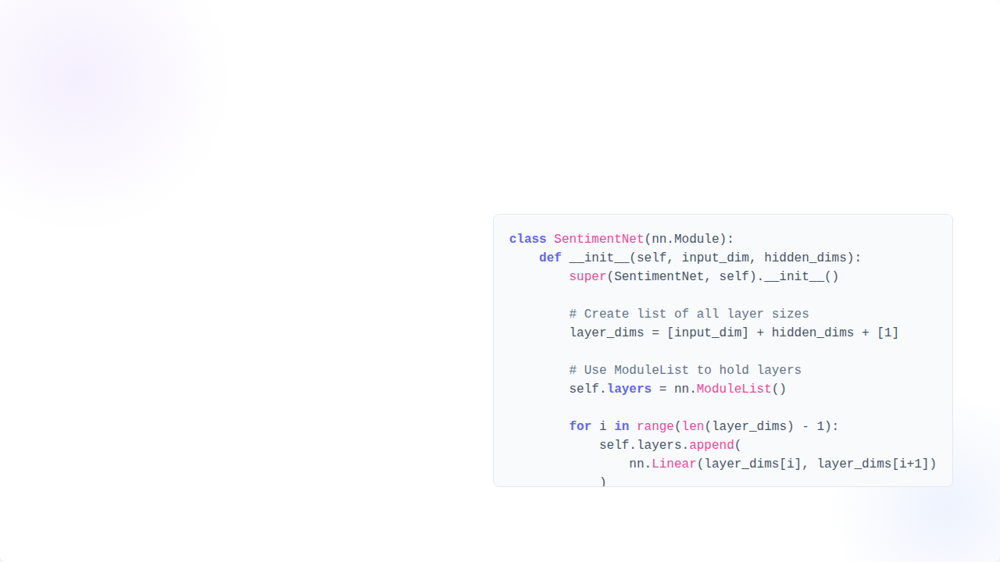 class SentimentNet(nn.Module):
    def __init__(self, input_dim, hidden_dims):
        super(SentimentNet, self).__init__()
        # Create list of all layer sizes
        layer_dims = [input_dim] + hidden_dims + [1]
        # Use ModuleList to hold layers
        self.layers = nn.ModuleList()
        for i in range(len(layer_dims) - 1):
            self.layers.append(
                nn.Linear(layer_dims[i], layer_dims[i+1])
            )